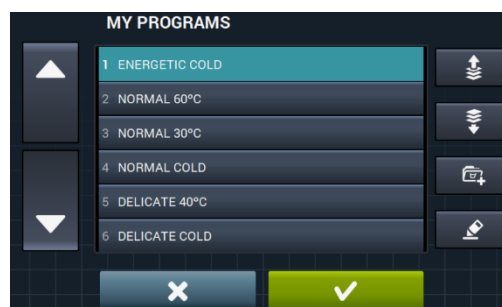 MY PROGRAMS
1 ENERGETIC COLD
2 NORMAL 60ºC
3 NORMAL 30ºC
4 NORMAL COLD
5 DELICATE 40ºC
6 DELICATE COLD